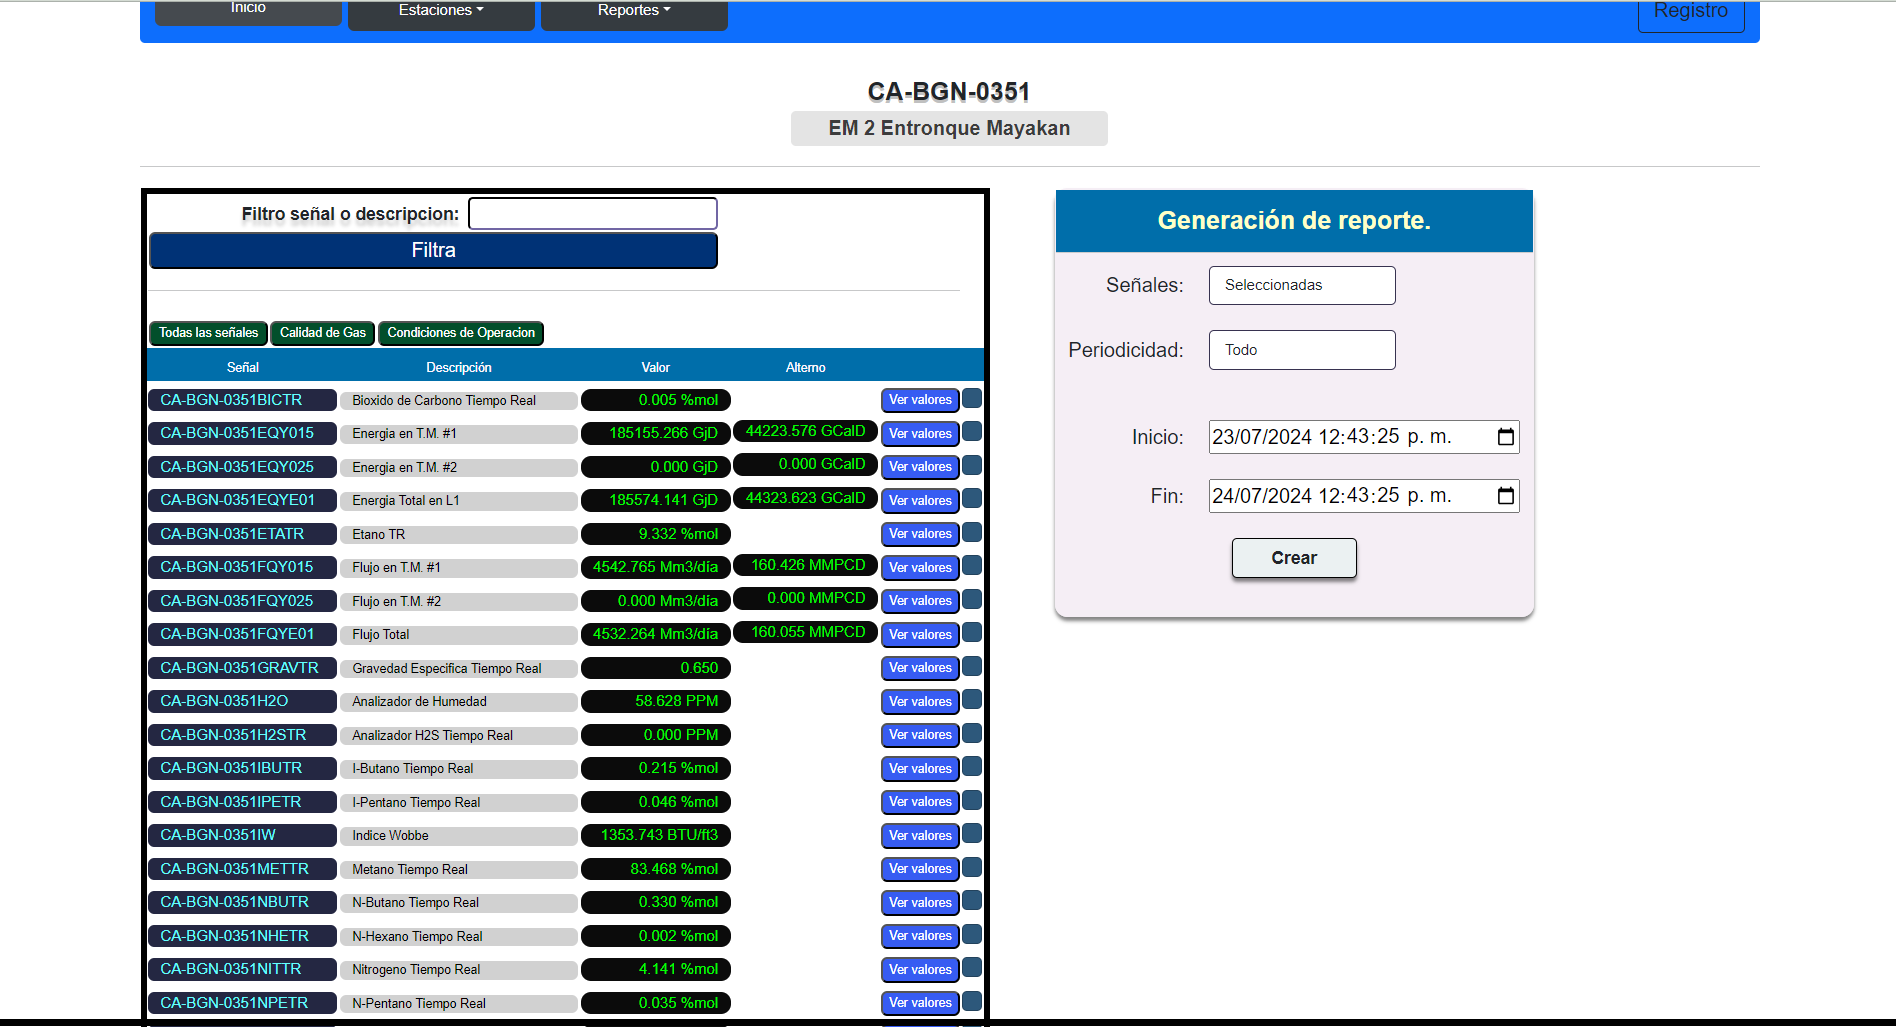 Inicio Estaciones Reportes Registro
CA-BGN-0351
EM 2 Entronque Mayakan
Filtro señal o descripcion:
Filtra
Todas las señales Calidad de Gas Condiciones de Operacion
Señal Descripción Valor Alterno
CA-BGN-0351BICTR Bioxido de Carbono Tiempo Real 0.005 %mol Ver valores
CA-BGN-0351EQY015 Energia en T.M. #1 185155.266 GjD 44223.576 GCalD Ver valores
CA-BGN-0351EQY025 Energia en T.M. #2 0.000 GjD 0.000 GCalD Ver valores
CA-BGN-0351EQYE01 Energia Total en L1 185574.141 GjD 44323.623 GCalD Ver valores
CA-BGN-0351ETATR Etano TR 9.332 %mol Ver valores
CA-BGN-0351FQY015 Flujo en T.M. #1 4542.765 Mm3/día 160.426 MMPCD Ver valores
CA-BGN-0351FQY025 Flujo en T.M. #2 0.000 Mm3/día 0.000 MMPCD Ver valores
CA-BGN-0351FQYE01 Flujo Total 4532.264 Mm3/día 160.055 MMPCD Ver valores
CA-BGN-0351GRAVTR Gravedad Especifica Tiempo Real 0.650 Ver valores
CA-BGN-0351H2O Analizador de Humedad 58.628 PPM Ver valores
CA-BGN-0351H2STR Analizador H2S Tiempo Real 0.000 PPM Ver valores
CA-BGN-0351IBUTR I-Butano Tiempo Real 0.215 %mol Ver valores
CA-BGN-0351IPETR I-Pentano Tiempo Real 0.046 %mol Ver valores
CA-BGN-0351IW Indice Wobbe 1353.743 BTU/ft3 Ver valores
CA-BGN-0351METTR Metano Tiempo Real 83.468 %mol Ver valores
CA-BGN-0351NBUTR N-Butano Tiempo Real 0.330 %mol Ver valores
CA-BGN-0351NHETR N-Hexano Tiempo Real 0.002 %mol Ver valores
CA-BGN-0351NITTR Nitrogeno Tiempo Real 4.141 %mol Ver valores
CA-BGN-0351NPETR N-Pentano Tiempo Real 0.035 %mol Ver valores
Generación de reporte.
Señales: Seleccionadas
Periodicidad: Todo
Inicio: 23/07/2024 12:43:25 p. m.
Fin: 24/07/2024 12:43:25 p. m.
Crear